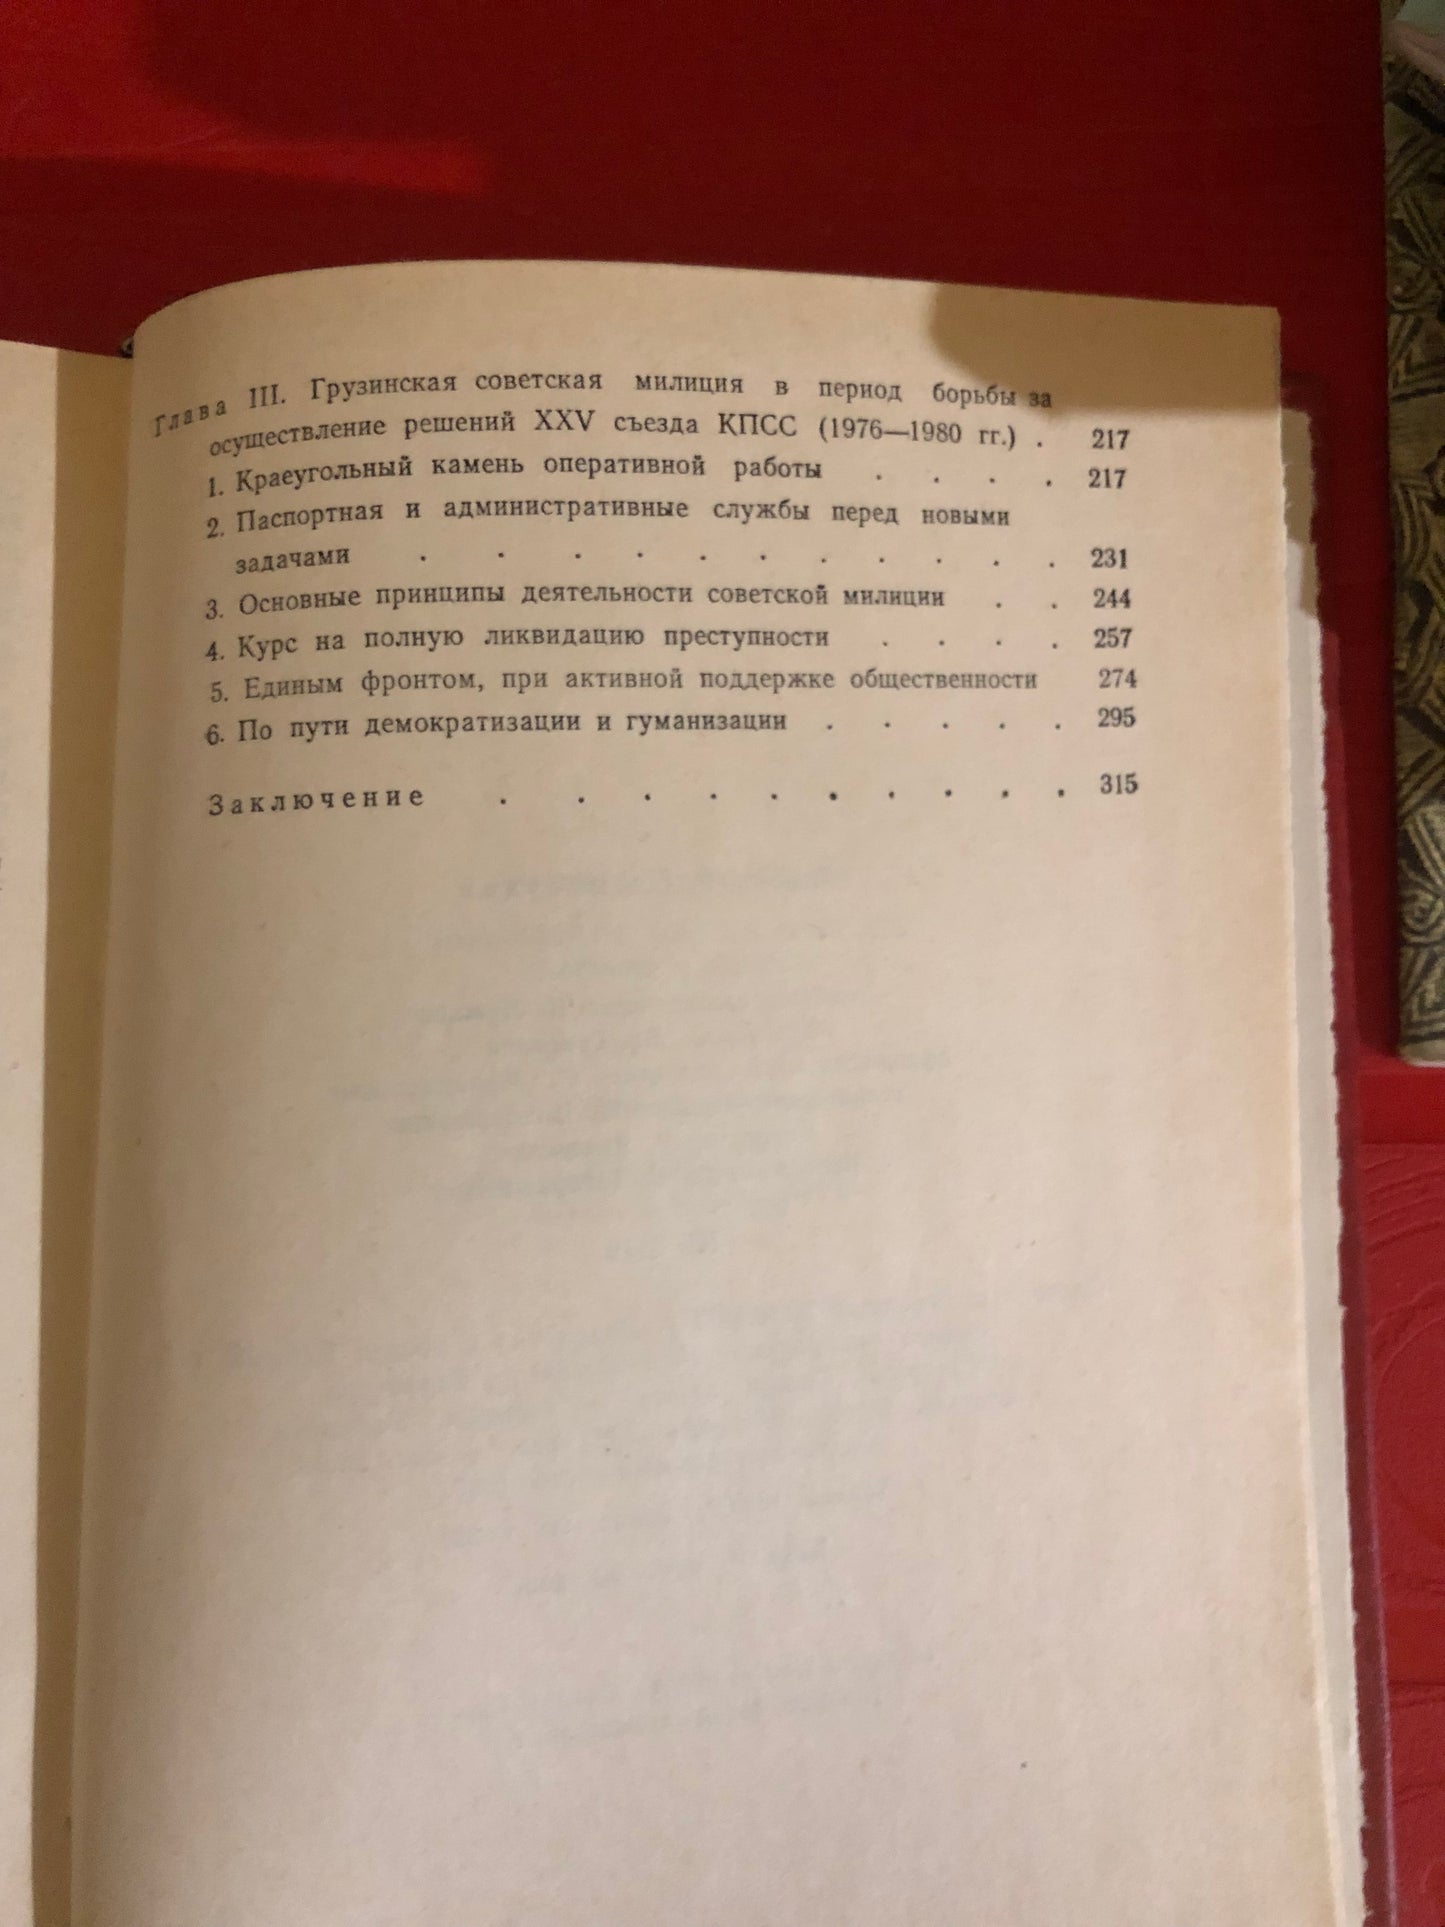 Глава III. Грузинская советская милиция в период борьбы за
осуществление решений XXV съезда КПСС (1976—1980 гг.) . 217
1. Краеугольный камень оперативной работы . . . . 217
2. Паспортная и административные службы перед новыми
задачами . . . . . . . . . . . 231
3. Основные принципы деятельности советской милиции . . 244
4. Курс на полную ликвидацию преступности . . . . 257
5. Единым фронтом, при активной поддержке общественности 274
6. По пути демократизации и гуманизации . . . . . 295
Заключение . . . . . . . . . . 315